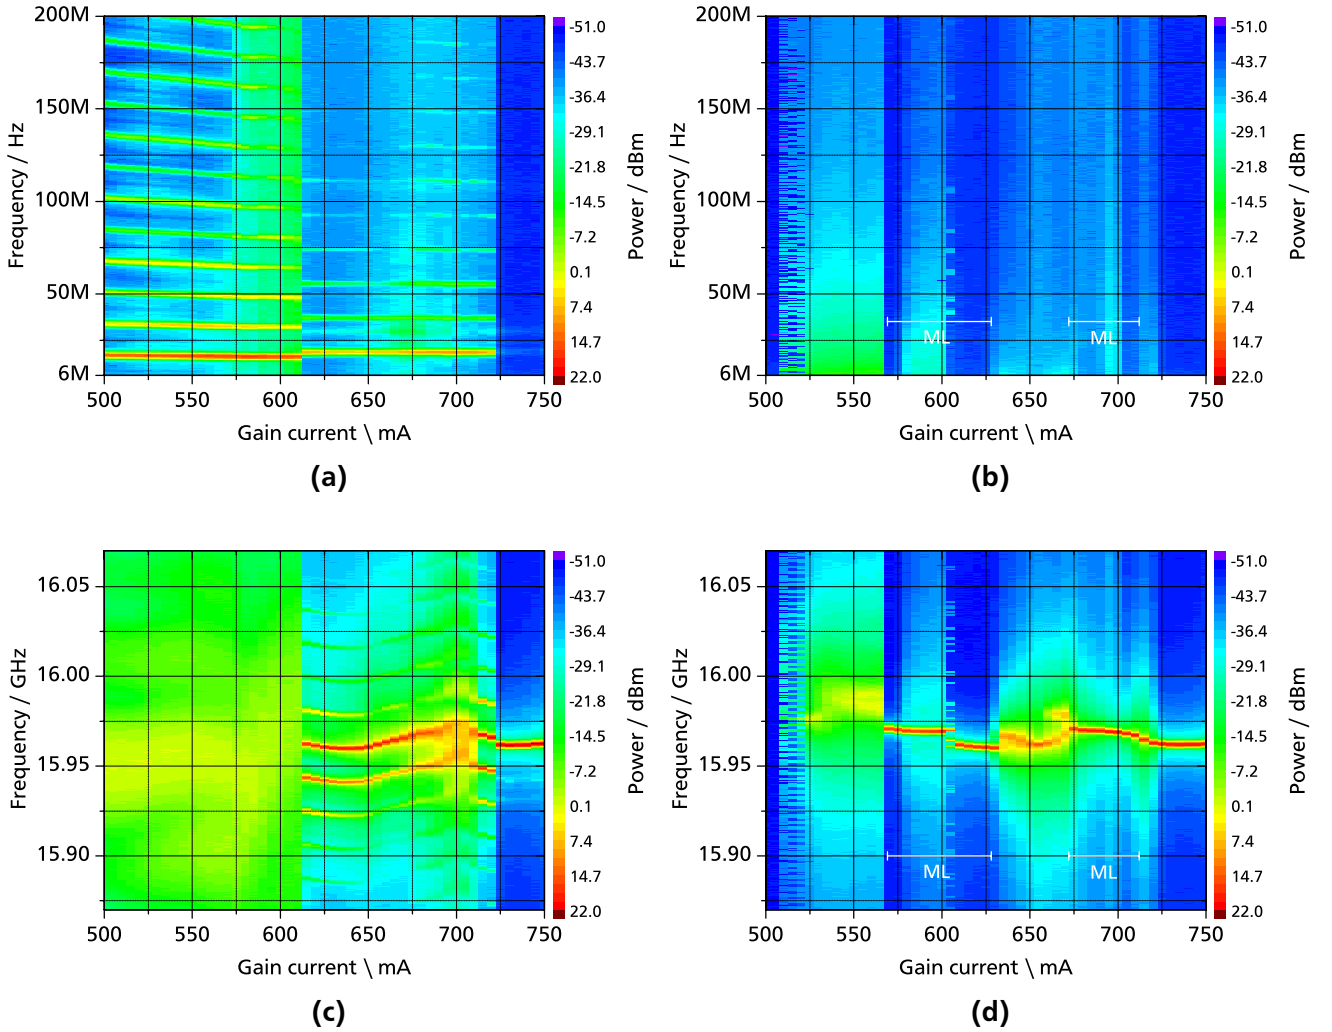 200M
150M
100M
50M
6M
Frequency / Hz
500 550 600 650 700 750
Gain current \ mA
-51.0
-43.7
-36.4
-29.1
-21.8
-14.5
-7.2
0.1
7.4
14.7
22.0
Power / dBm
(a)
200M
150M
100M
50M
6M
Frequency / Hz
ML ML
500 550 600 650 700 750
Gain current \ mA
-51.0
-43.7
-36.4
-29.1
-21.8
-14.5
-7.2
0.1
7.4
14.7
22.0
Power / dBm
(b)
16.05
16.00
15.95
15.90
Frequency / GHz
500 550 600 650 700 750
Gain current \ mA
-51.0
-43.7
-36.4
-29.1
-21.8
-14.5
-7.2
0.1
7.4
14.7
22.0
Power / dBm
(c)
16.05
16.00
15.95
15.90
Frequency / GHz
ML ML
500 550 600 650 700 750
Gain current \ mA
-51.0
-43.7
-36.4
-29.1
-21.8
-14.5
-7.2
0.1
7.4
14.7
22.0
Power / dBm
(d)